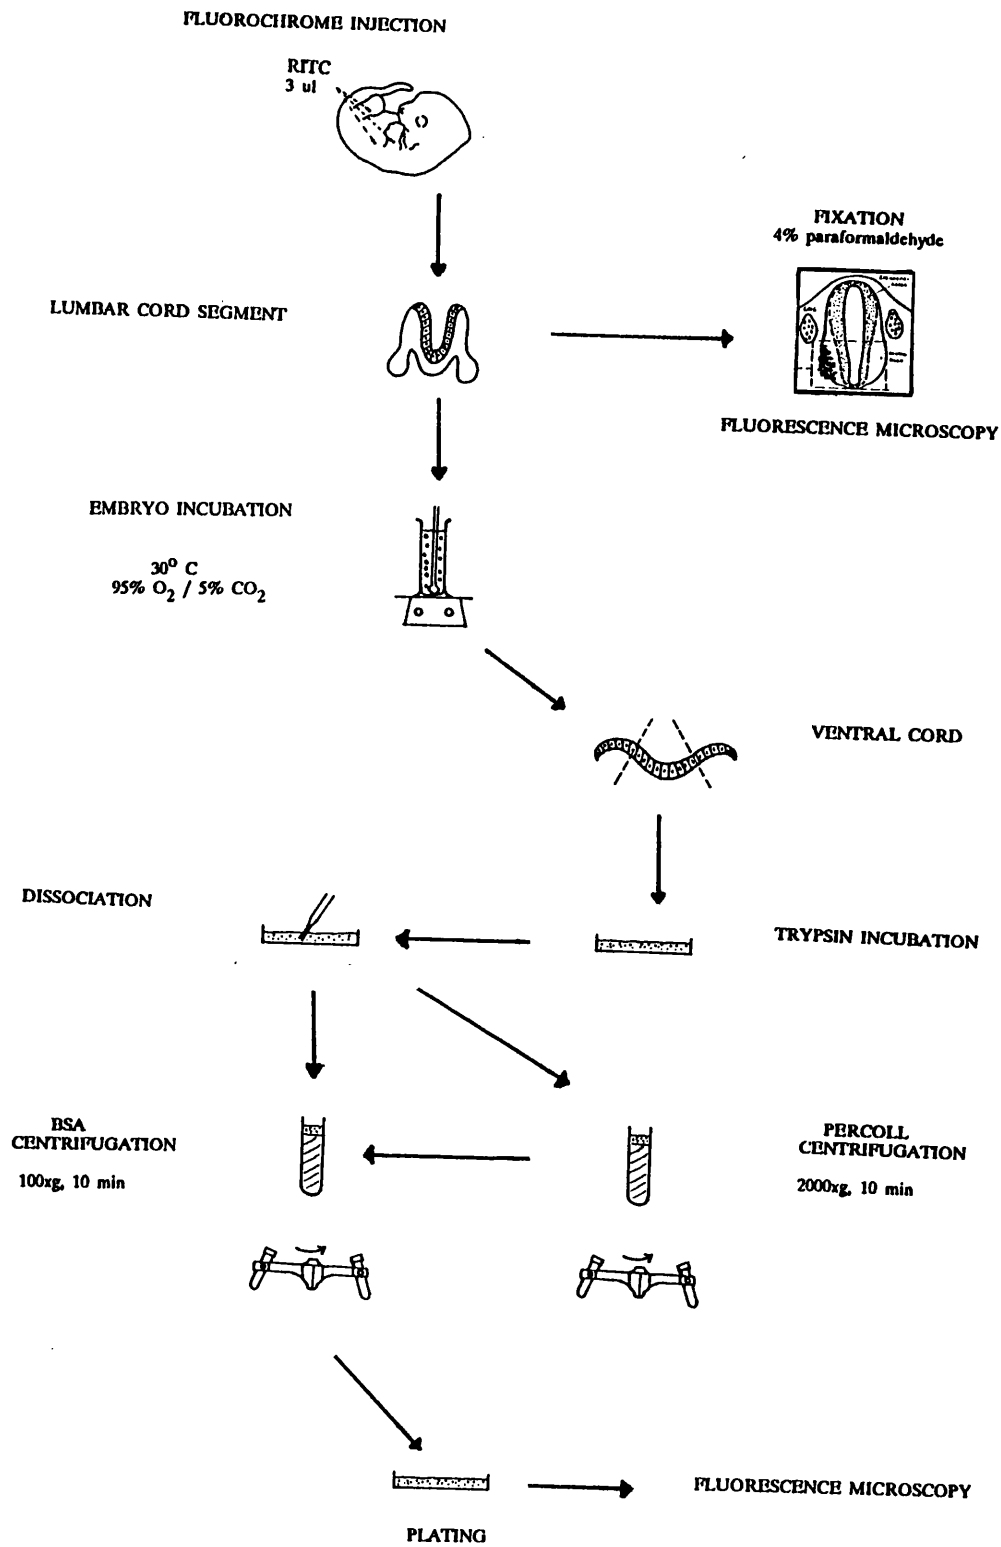 FLUOROCHROME INJECTION
RITC
3 ul
FIXATION
4% paraformaldehyde
LUMBAR CORD SEGMENT
FLUORESCENCE MICROSCOPY
EMBRYO INCUBATION
30° C
95% O₂ / 5% CO₂
VENTRAL CORD
DISSOCIATION
TRYPSIN INCUBATION
BSA
CENTRIFUGATION
100xg, 10 min
PERCOLL
CENTRIFUGATION
2000xg, 10 min
FLUORESCENCE MICROSCOPY
PLATING